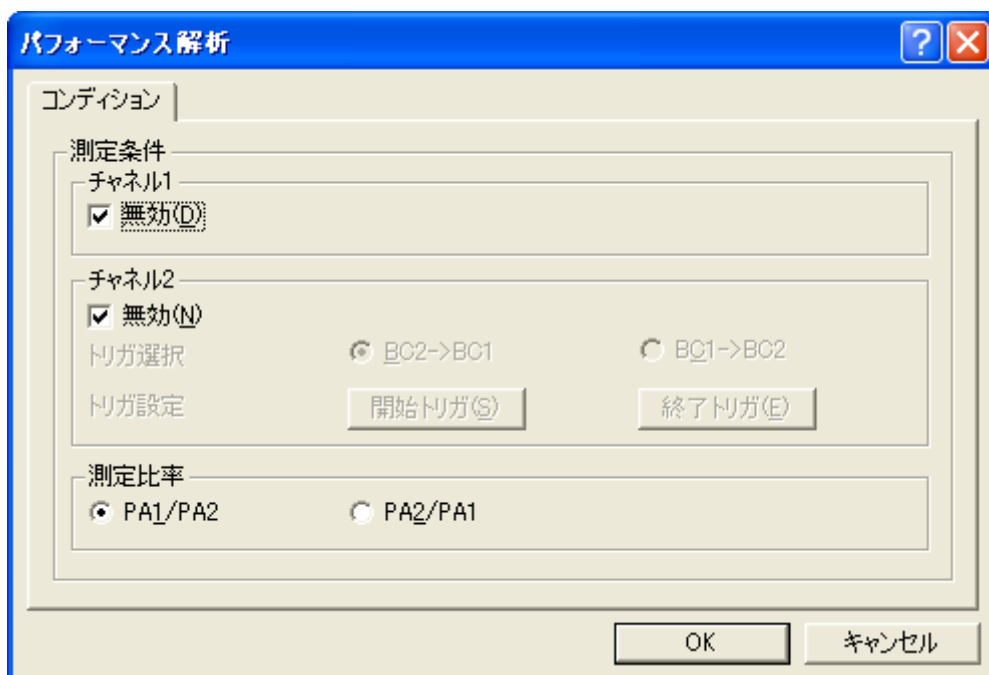 パフォーマンス解析
コンディション
測定条件
チャネル1
無効(D)
チャネル2
無効(N)
トリガ選択 BC2->BC1 BC1->BC2
トリガ設定 開始トリガ(S) 終了トリガ(E)
測定比率
PA1/PA2 PA2/PA1
OK キャンセル